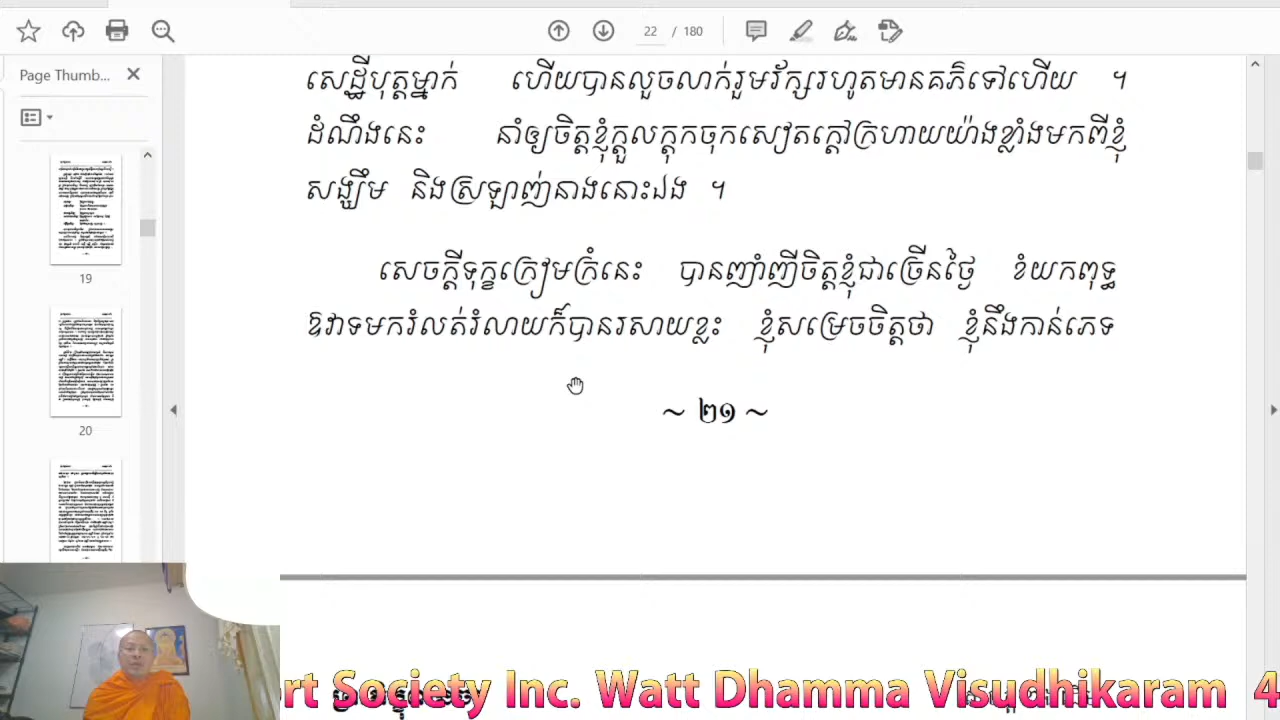 22 / 180
Page Thumb...
សេដ្ឋីបុត្តម្នាក់ ហើយបានលួចលាក់រួមរ័ក្សរហូតមានគភ៌ទៅហើយ ។
ដំណឹងនេះ នាំឲ្យចិត្តខ្ញុំក្តួលក្តុកចុកសៀតក្តៅក្រហាយយ៉ាងខ្លាំងមកពីខ្ញុំ
សង្ឃឹម និងស្រឡាញ់នាងនោះឯង ។
សេចក្តីទុក្ខក្រៀមក្រំនេះ បានញាំញីចិត្តខ្ញុំជាច្រើនថ្ងៃ ខំយកពុទ្ធ
ឱវាទមករំលត់រំលាយក៏បានរសាយខ្លះ ខ្ញុំសម្រេចចិត្តថា ខ្ញុំនឹងកាន់ភេទ
~ ២១ ~
19
20
ort Society Inc. Watt Dhamma Visudhikaram 4